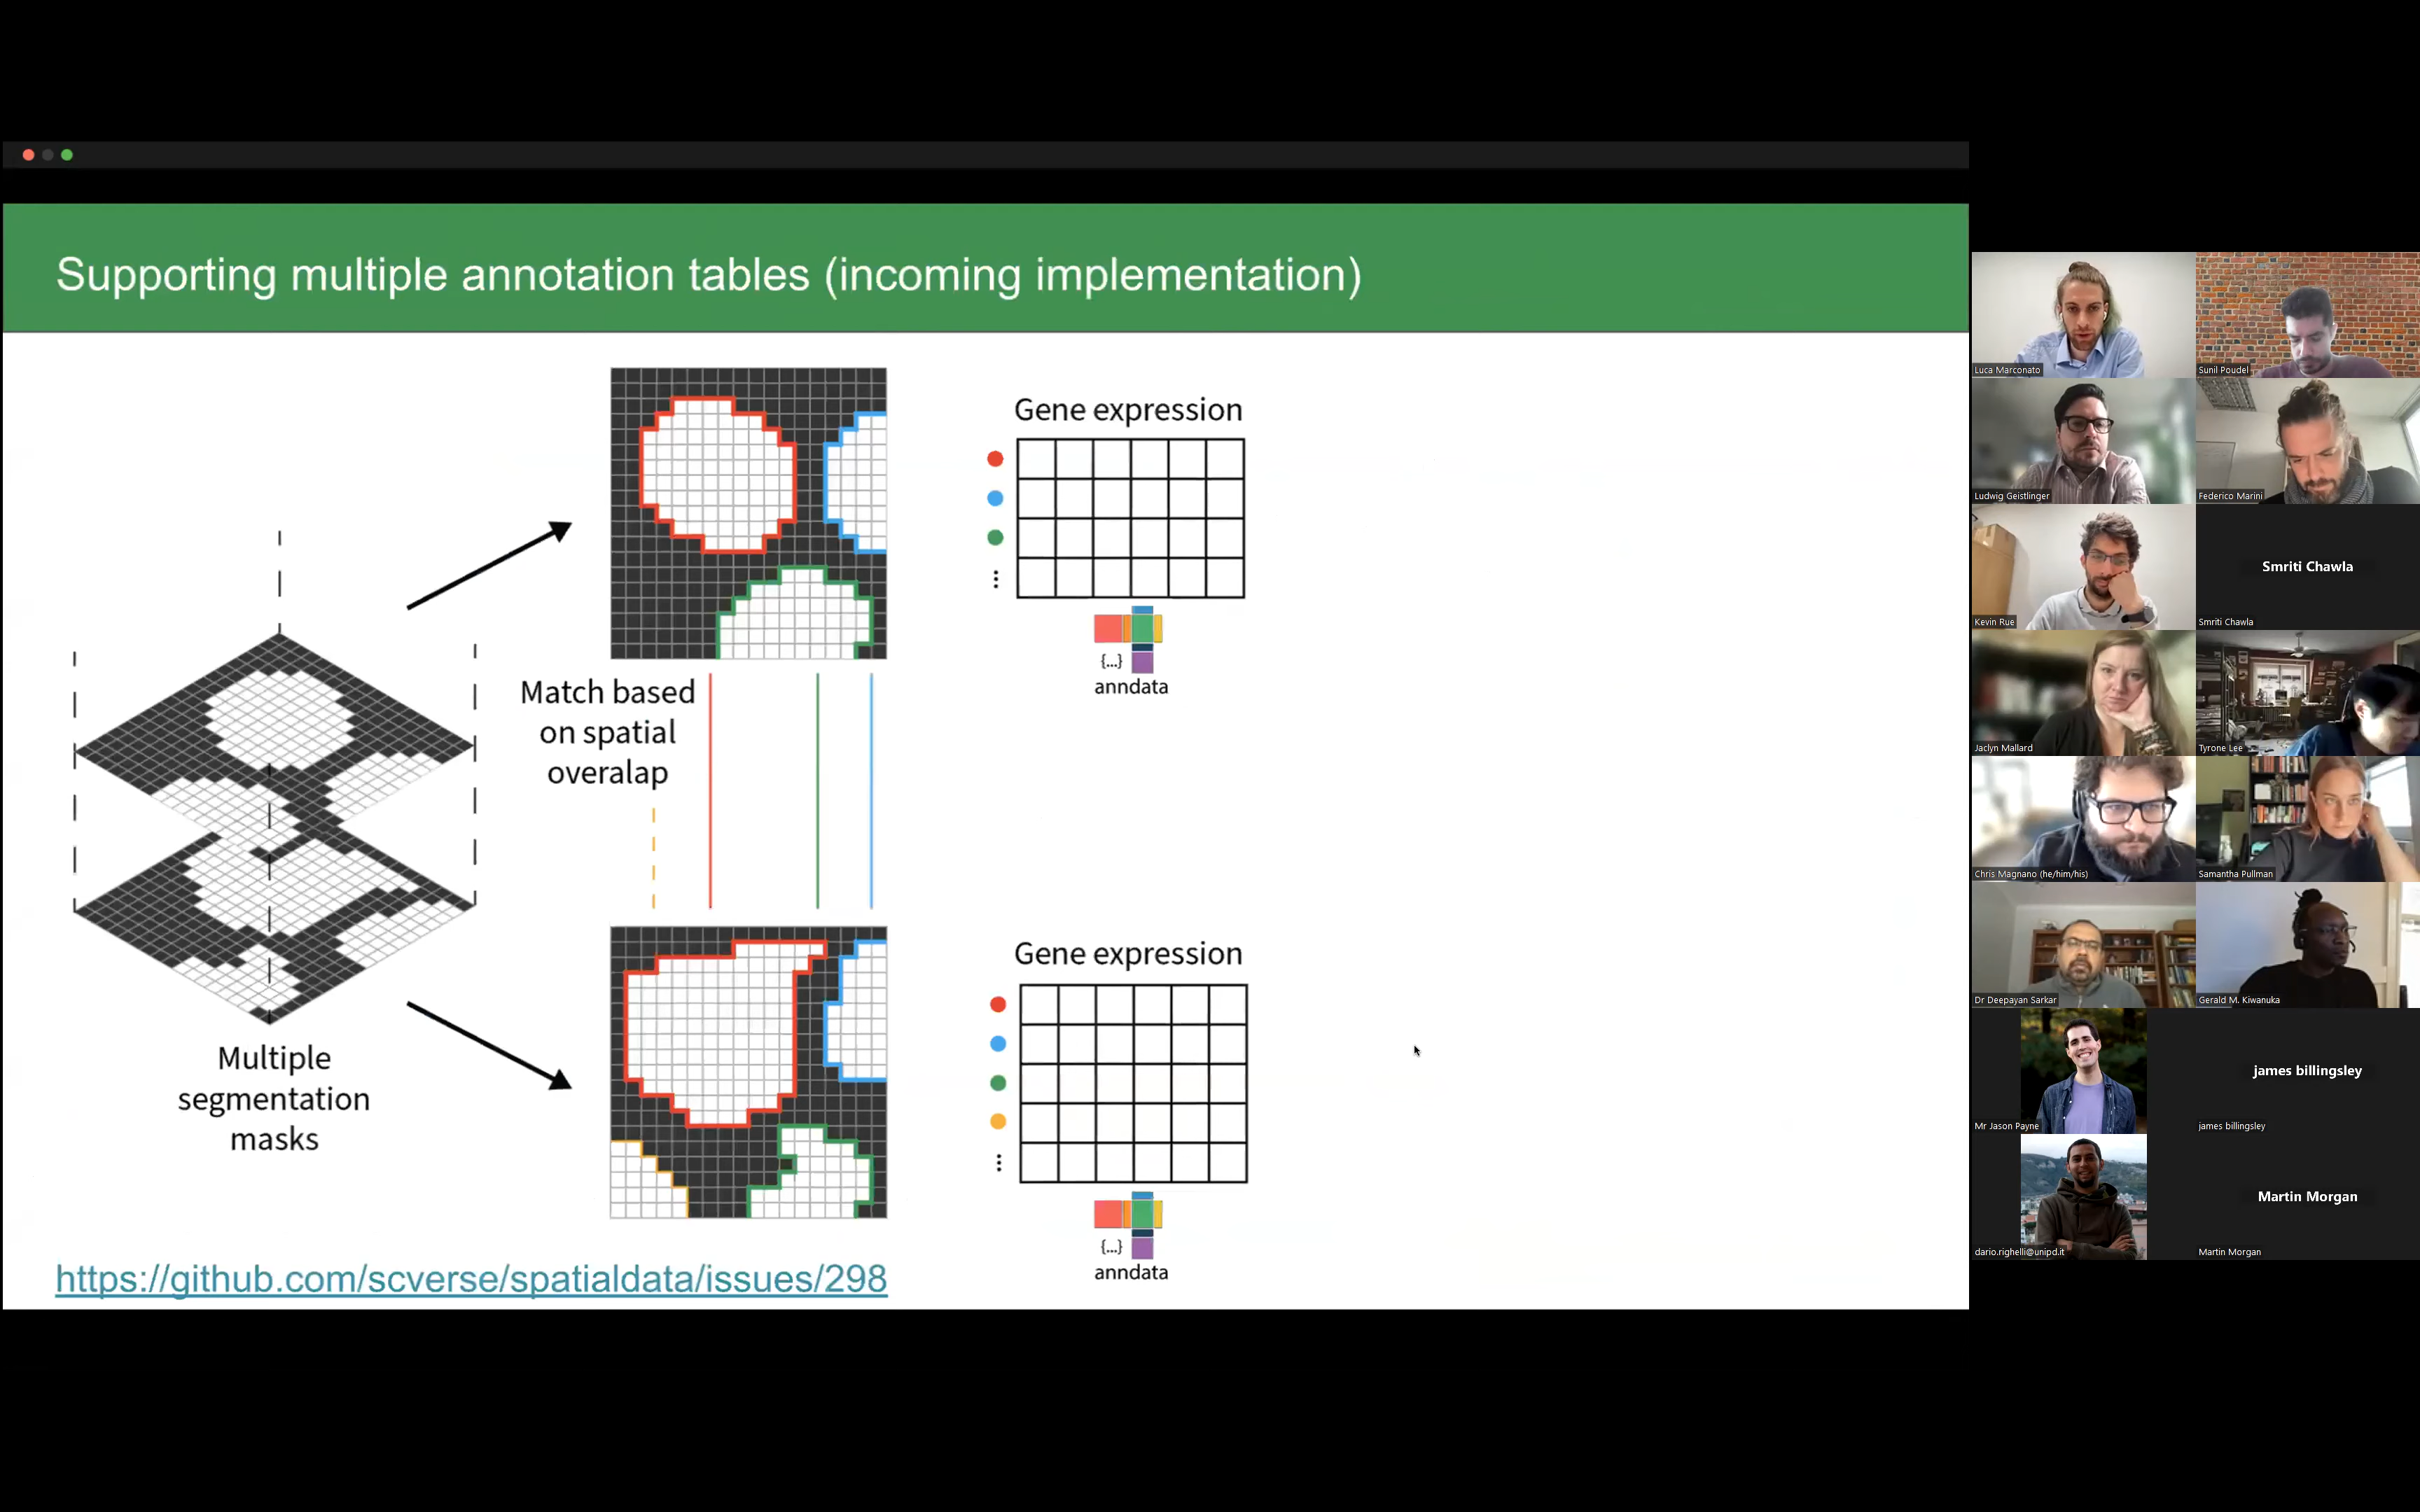 Supporting multiple annotation tables (incoming implementation)
Gene expression
{...}
anndata
Match based
on spatial
overalap
Multiple
segmentation
masks
Gene expression
{...}
anndata
https://github.com/scverse/spatialdata/issues/298
Luca Marconato
Sunil Poudel
Ludwig Geistlinger
Federico Marini
Kevin Rue
Smriti Chawla
Smriti Chawla
Jaclyn Mallard
Tyrone Lee
Chris Magnano (he/him/his)
Samantha Pullman
Dr Deepayan Sarkar
Gerald M. Kiwanuka
Mr Jason Payne
james billingsley
james billingsley
dario.righelli@unipd.it
Martin Morgan
Martin Morgan